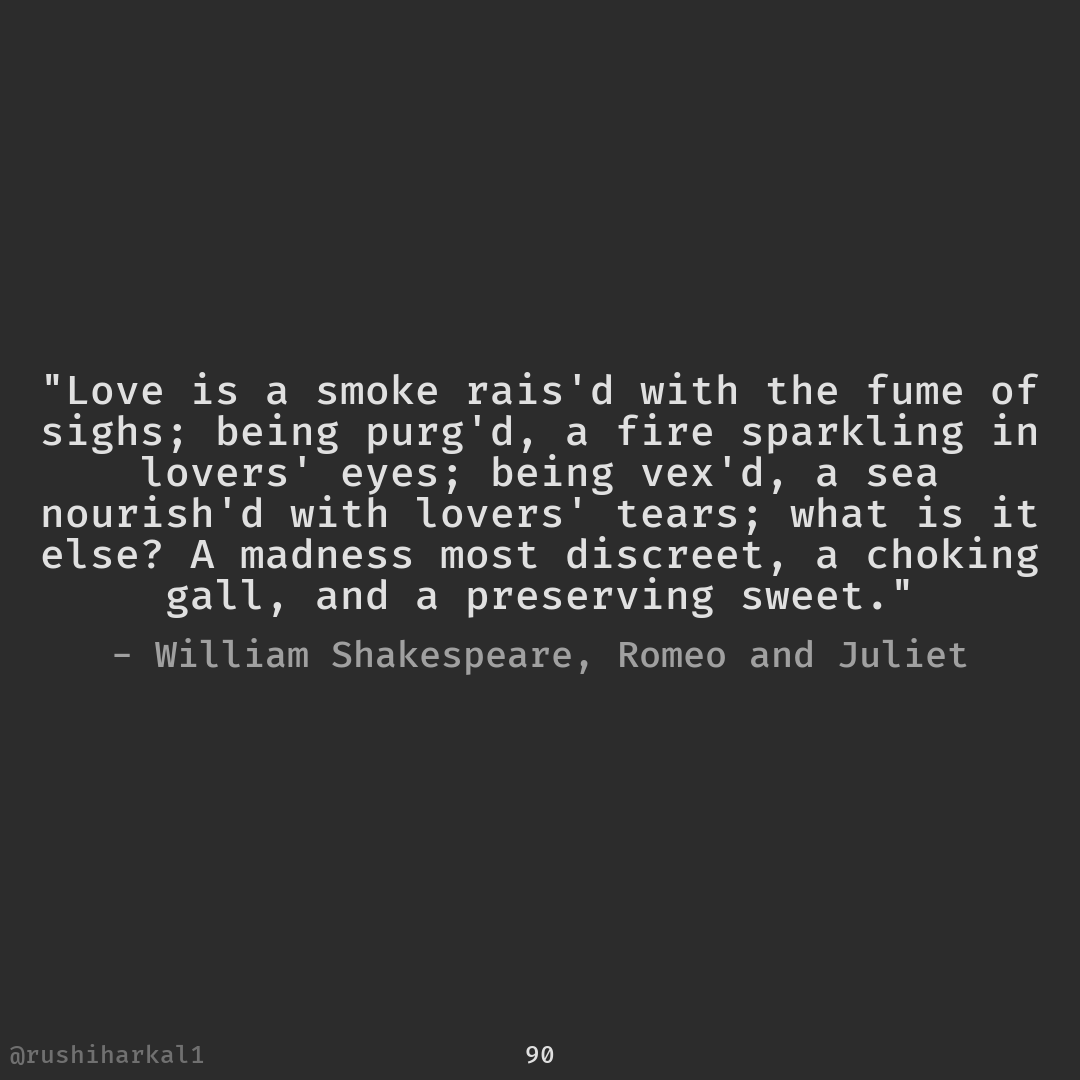 "Love is a smoke rais'd with the fume of
sighs; being purg'd, a fire sparkling in
lovers' eyes; being vex'd, a sea
nourish'd with lovers' tears; what is it
else? A madness most discreet, a choking
gall, and a preserving sweet."
- William Shakespeare, Romeo and Juliet
@rushiharkal1
90